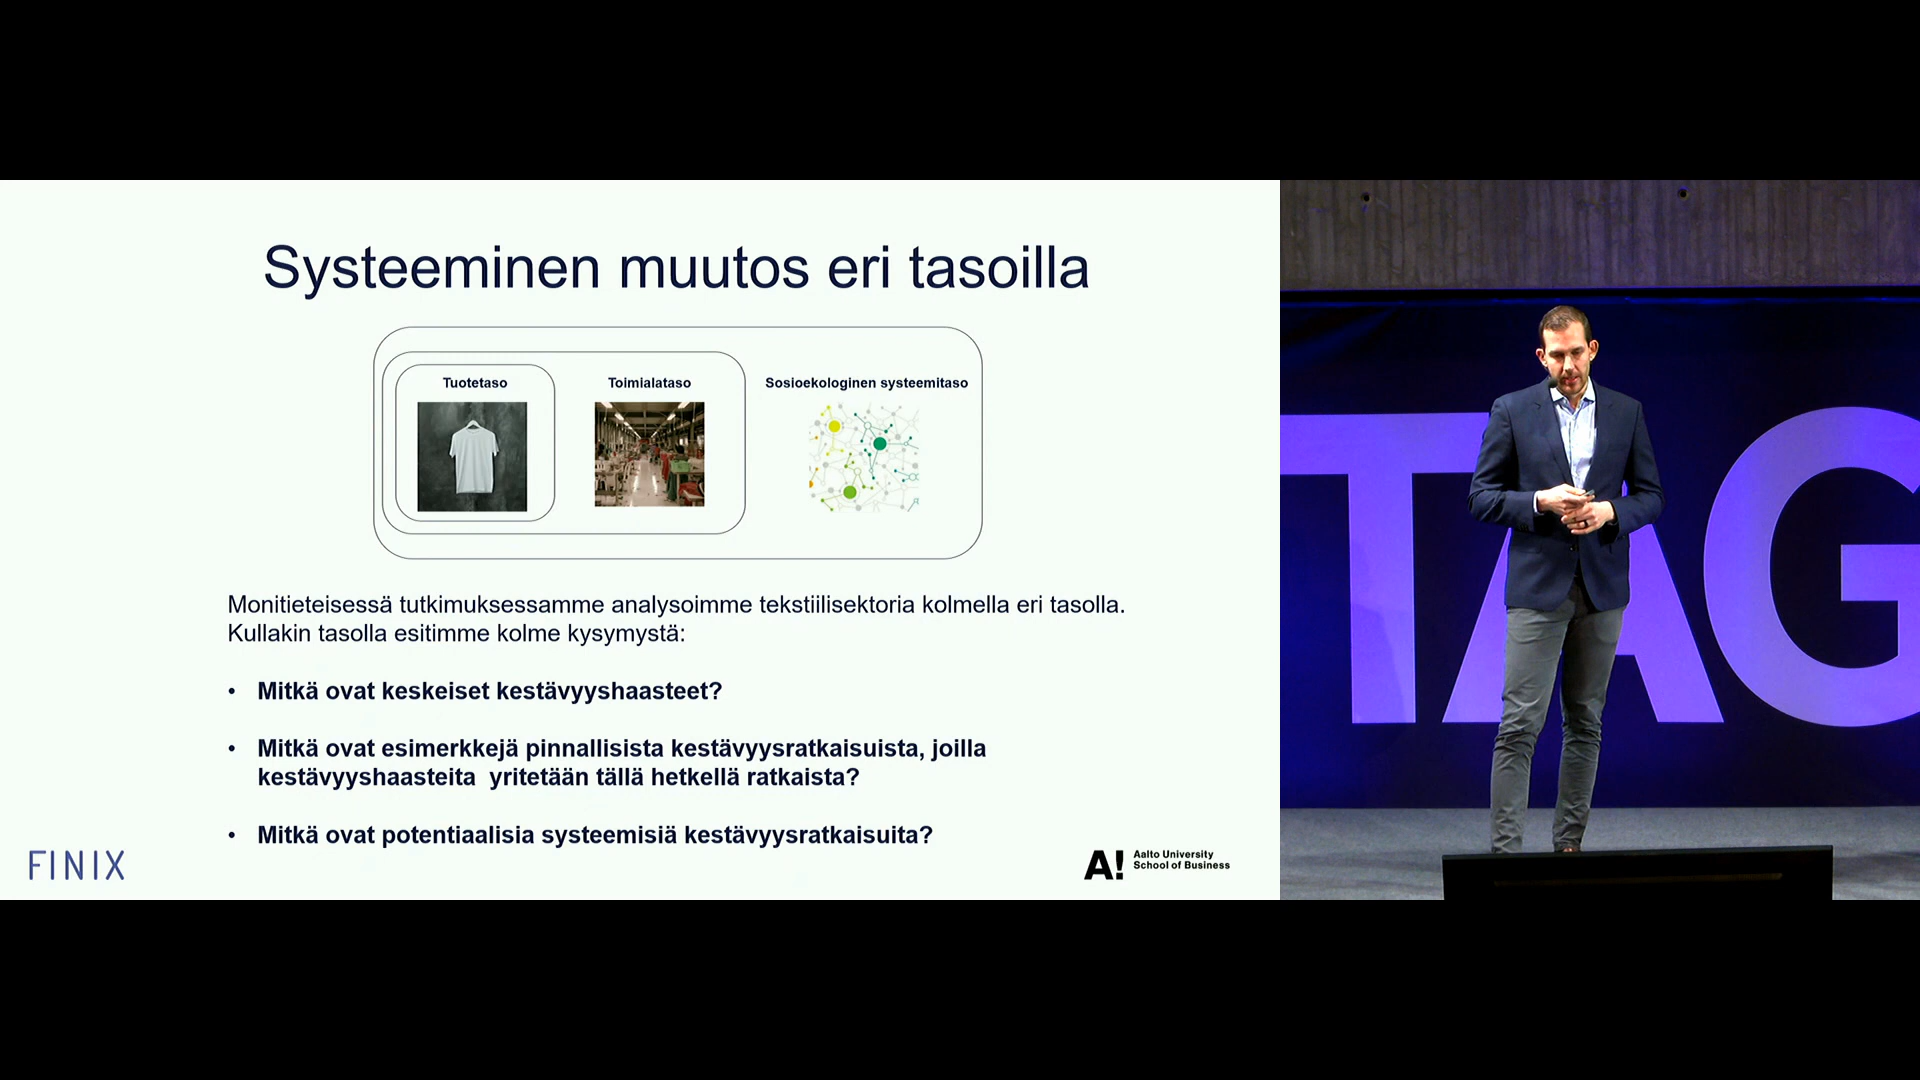 Systeeminen muutos eri tasoilla
Tuotetaso
Toimialataso
Sosioekologinen systeemitaso
Monitieteisessä tutkimuksessamme analysoimme tekstiilisektoria kolmella eri tasolla.
Kullakin tasolla esitimme kolme kysymystä:
• Mitkä ovat keskeiset kestävyyshaasteet?
• Mitkä ovat esimerkkejä pinnallisista kestävyysratkaisuista, joilla
kestävyyshaasteita yritetään tällä hetkellä ratkaista?
• Mitkä ovat potentiaalisia systeemisiä kestävyysratkaisuita?
FINIX
A! Aalto University
School of Business
TAG